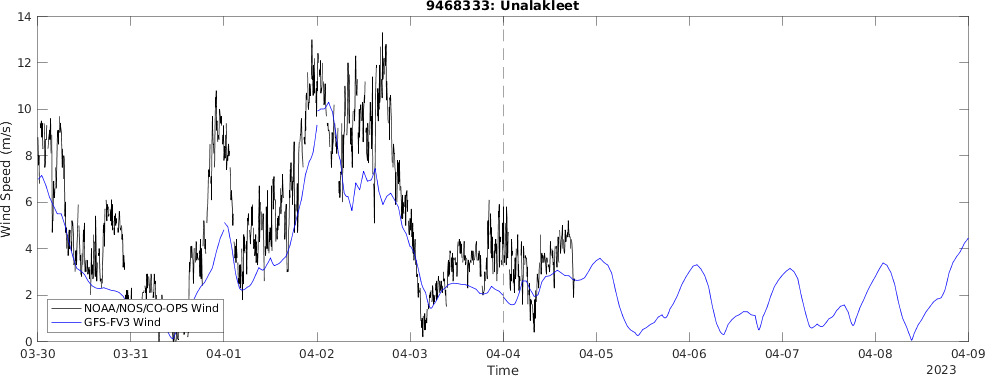 9468333: Unalakleet
Wind Speed (m/s)
14
12
10
8
6
4
2
0
NOAA/NOS/CO-OPS Wind
GFS-FV3 Wind
03-30 03-31 04-01 04-02 04-03 04-04 04-05 04-06 04-07 04-08 04-09
Time
2023